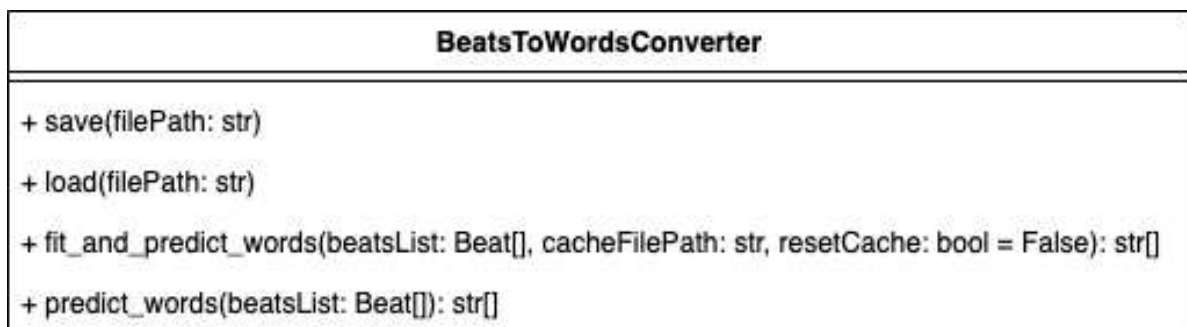 BeatsToWordsConverter
+ save(filePath: str)
+ load(filePath: str)
+ fit_and_predict_words(beatsList: Beat[], cacheFilePath: str, resetCache: bool = False): str[]
+ predict_words(beatsList: Beat[]): str[]